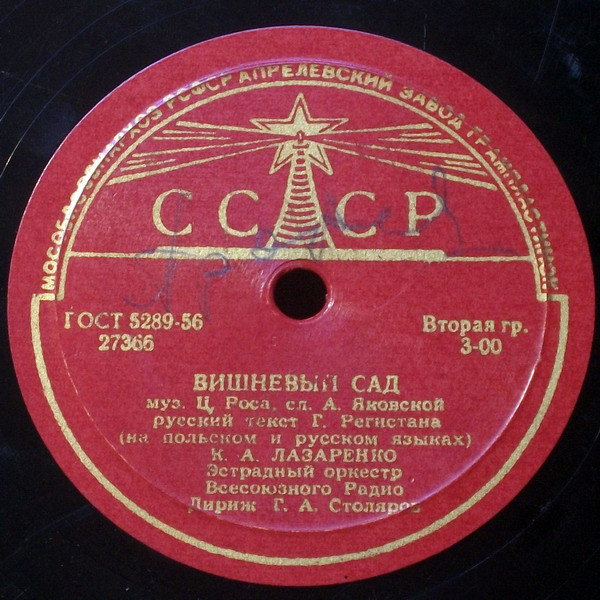 МОСОБЛСОВНАРХОЗ РСФСР АПРЕЛЕВСКИЙ ЗАВОД ГРАМПЛАСТИНОК
СССР
ГОСТ 5289-56
27366
Вторая гр.
3-00
ВИШНЕВЫЙ САД
муз. Ц. Роса, сл. А. Яковской
русский текст Г. Регистана
(на польском и русском языках)
К. А. ЛАЗАРЕНКО
Эстрадный оркестр
Всесоюзного Радио
Дириж Г. А. Столяров